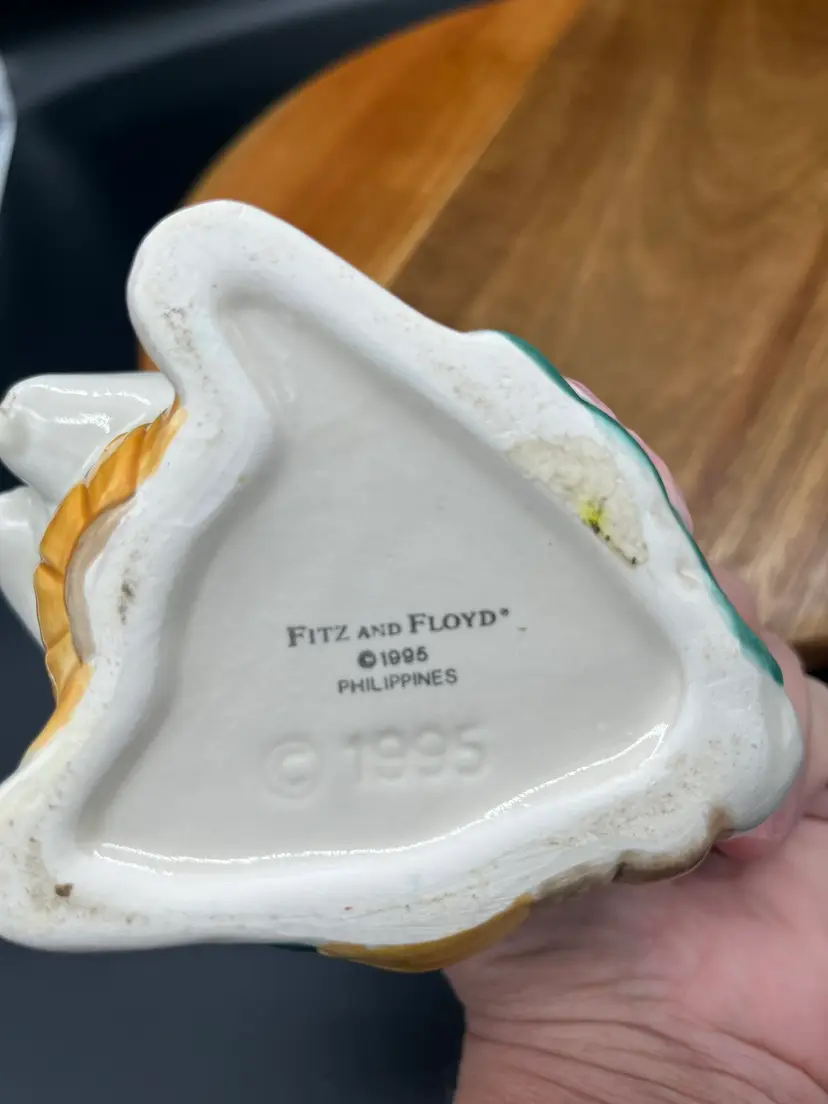 FITZ AND FLOYD®
©1995
PHILIPPINES
© 1995